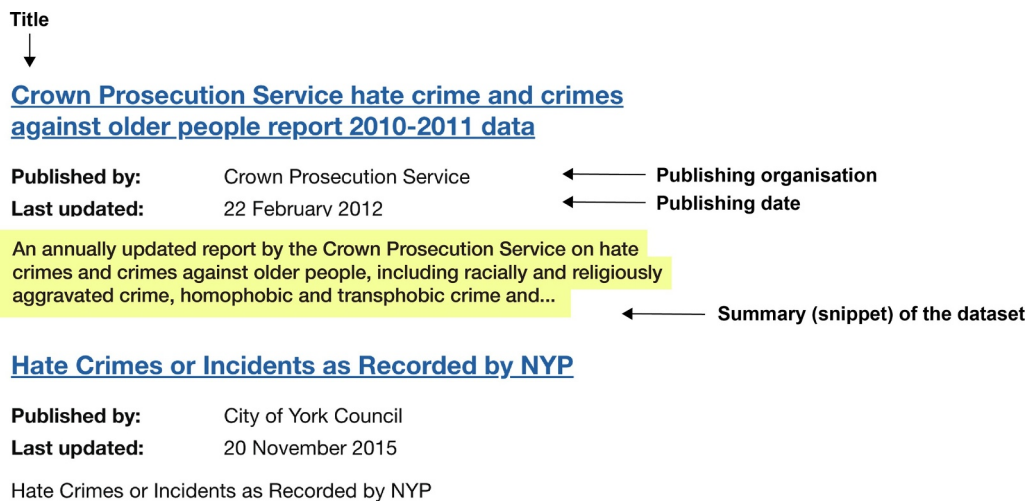 Title
Crown Prosecution Service hate crime and crimes
against older people report 2010-2011 data
Published by: Crown Prosecution Service Publishing organisation
Last updated: 22 February 2012 Publishing date
An annually updated report by the Crown Prosecution Service on hate
crimes and crimes against older people, including racially and religiously
aggravated crime, homophobic and transphobic crime and...
Summary (snippet) of the dataset
Hate Crimes or Incidents as Recorded by NYP
Published by: City of York Council
Last updated: 20 November 2015
Hate Crimes or Incidents as Recorded by NYP